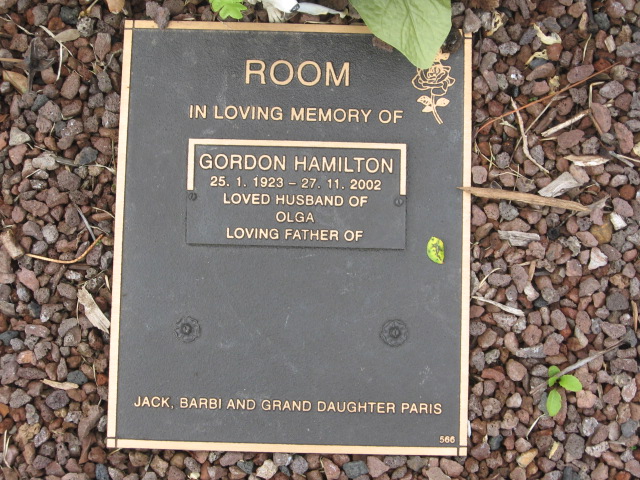 ROOM
IN LOVING MEMORY OF
GORDON HAMILTON
25. 1. 1923 – 27. 11. 2002
LOVED HUSBAND OF
OLGA
LOVING FATHER OF
JACK, BARBI AND GRAND DAUGHTER PARIS
566